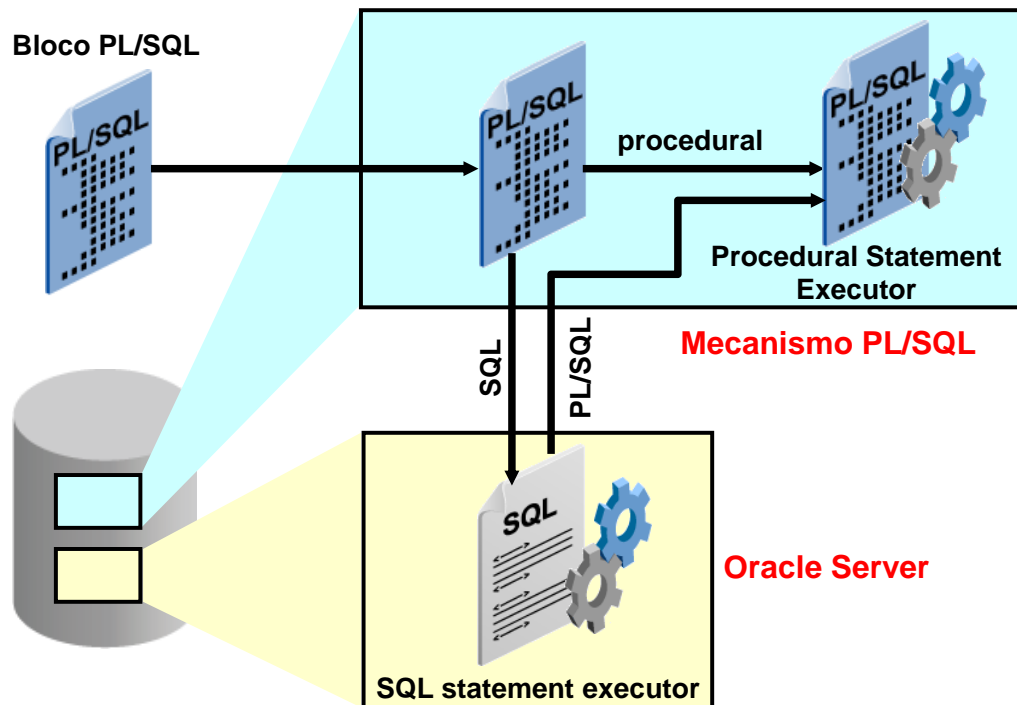 Bloco PL/SQL
PL/SQL
PL/SQL
PL/SQL
procedural
Procedural Statement
Executor
Mecanismo PL/SQL
SQL
PL/SQL
SQL
Oracle Server
SQL statement executor